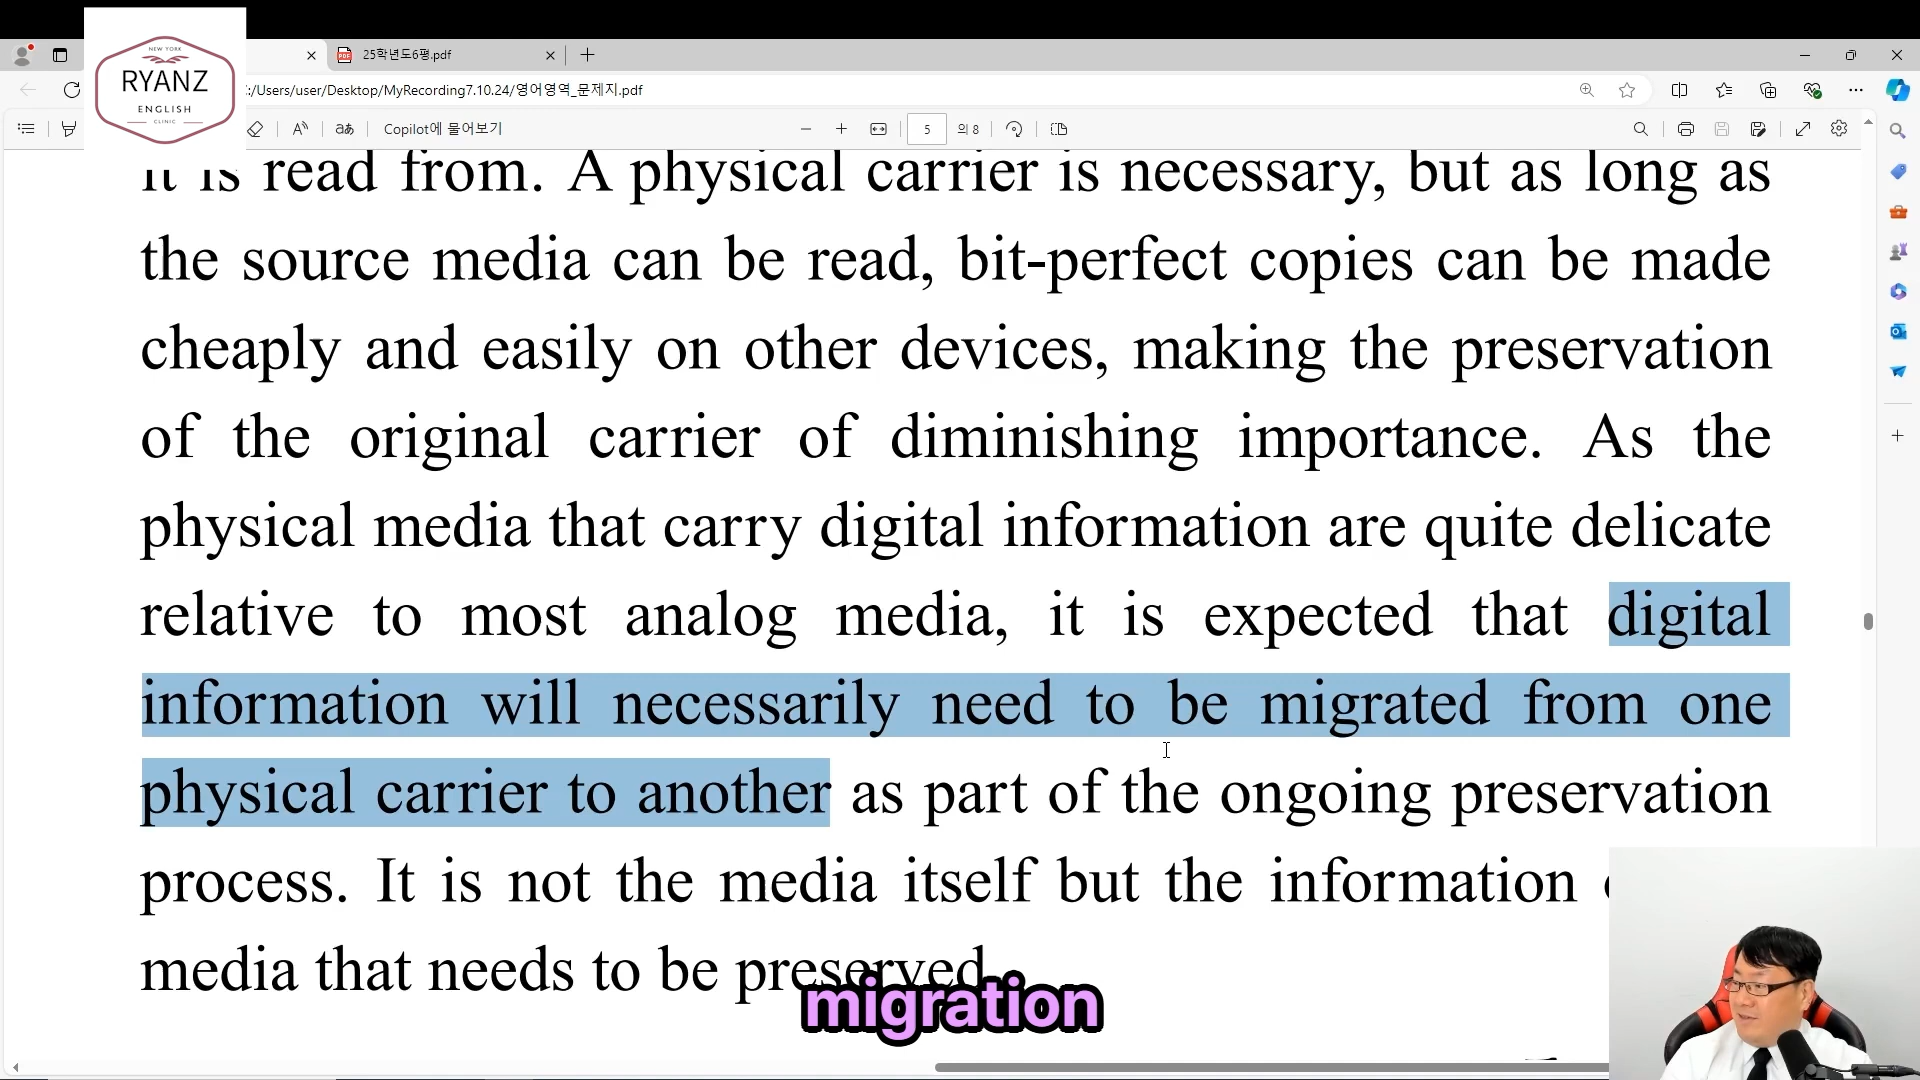 NEW YORK
RYANZ
ENGLISH
CLINIC
25학년도6평.pdf
:/Users/user/Desktop/MyRecording7.10.24/영어영역_문제지.pdf
Copilot에 물어보기
5 의 8
it is read from. A physical carrier is necessary, but as long as
the source media can be read, bit-perfect copies can be made
cheaply and easily on other devices, making the preservation
of the original carrier of diminishing importance. As the
physical media that carry digital information are quite delicate
relative to most analog media, it is expected that digital
information will necessarily need to be migrated from one
physical carrier to another as part of the ongoing preservation
process. It is not the media itself but the information
media that needs to be preserved.
migration